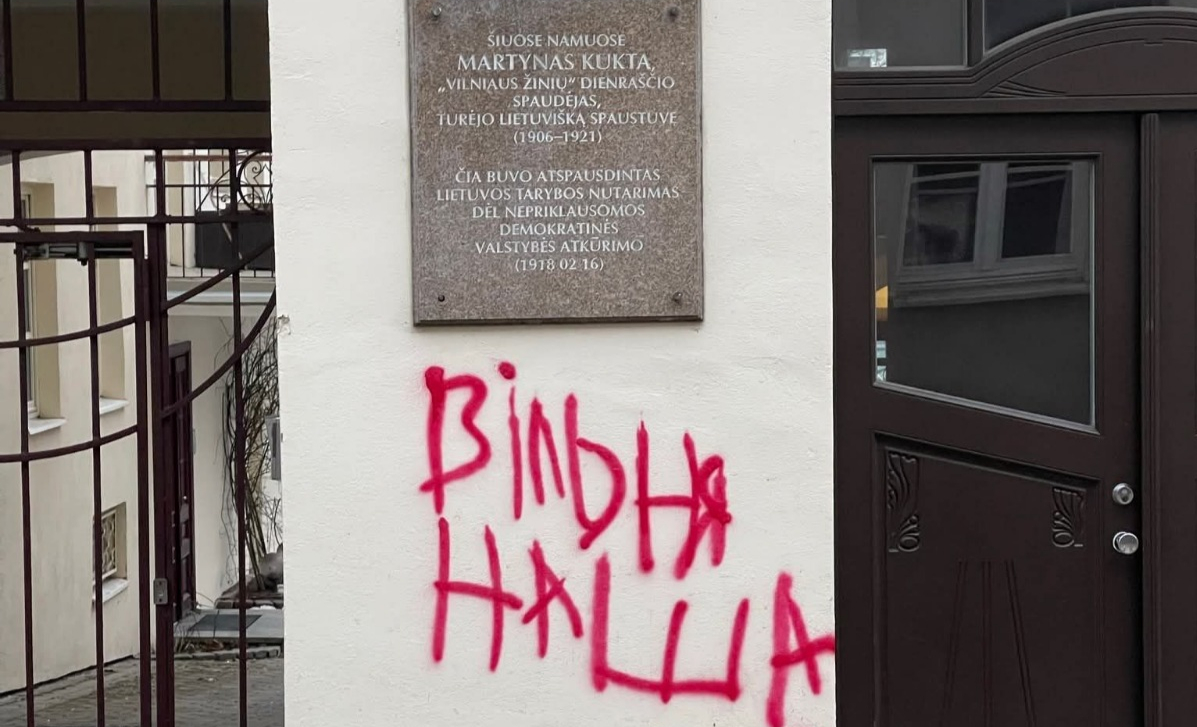 ŠIUOSE NAMUOSE
MARTYNAS KUKTA,
„VILNIAUS ŽINIŲ“ DIENRAŠČIO
SPAUDĖJAS,
TURĖJO LIETUVIŠKĄ SPAUSTUVĘ
(1906–1921)
ČIA BUVO ATSPAUSDINTAS
LIETUVOS TARYBOS NUTARIMAS
DĖL NEPRIKLAUSOMOS
DEMOKRATINĖS
VALSTYBĖS ATKŪRIMO
(1918 02 16)
ВіЛЬНЯ
НАША